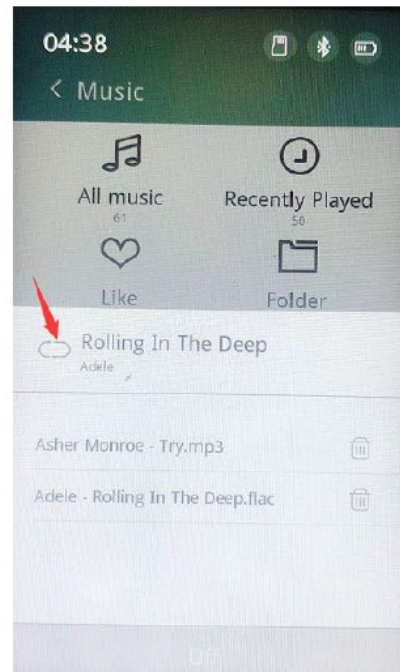 04:38
< Music
All music
61
Recently Played
50
Like
Folder
Rolling In The Deep
Adele
Asher Monroe - Try.mp3
Adele - Rolling In The Deep.flac
Off